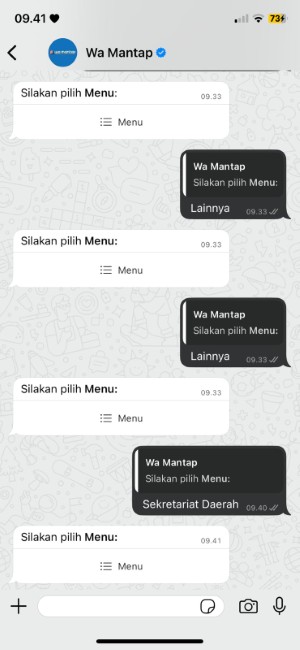 09.41
73
Wa Mantap
Silakan pilih Menu:
09.33
Menu
Wa Mantap
Silakan pilih Menu:
Lainnya
09.33
Silakan pilih Menu:
09.33
Menu
Wa Mantap
Silakan pilih Menu:
Lainnya
09.33
Silakan pilih Menu:
09.33
Menu
Wa Mantap
Silakan pilih Menu:
Sekretariat Daerah
09.40
Silakan pilih Menu:
09.41
Menu